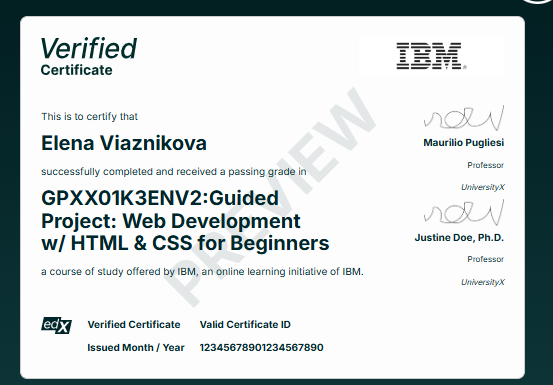 Verified
Certificate
IBM®
This is to certify that
Elena Viaznikova
successfully completed and received a passing grade in
GPXX01K3ENV2:Guided
Project: Web Development
w/ HTML & CSS for Beginners
a course of study offered by IBM, an online learning initiative of IBM.
PREVIEW
Maurilio Pugliesi
Professor
UniversityX
Justine Doe, Ph.D.
Professor
UniversityX
edX
Verified Certificate
Issued Month / Year
Valid Certificate ID
12345678901234567890